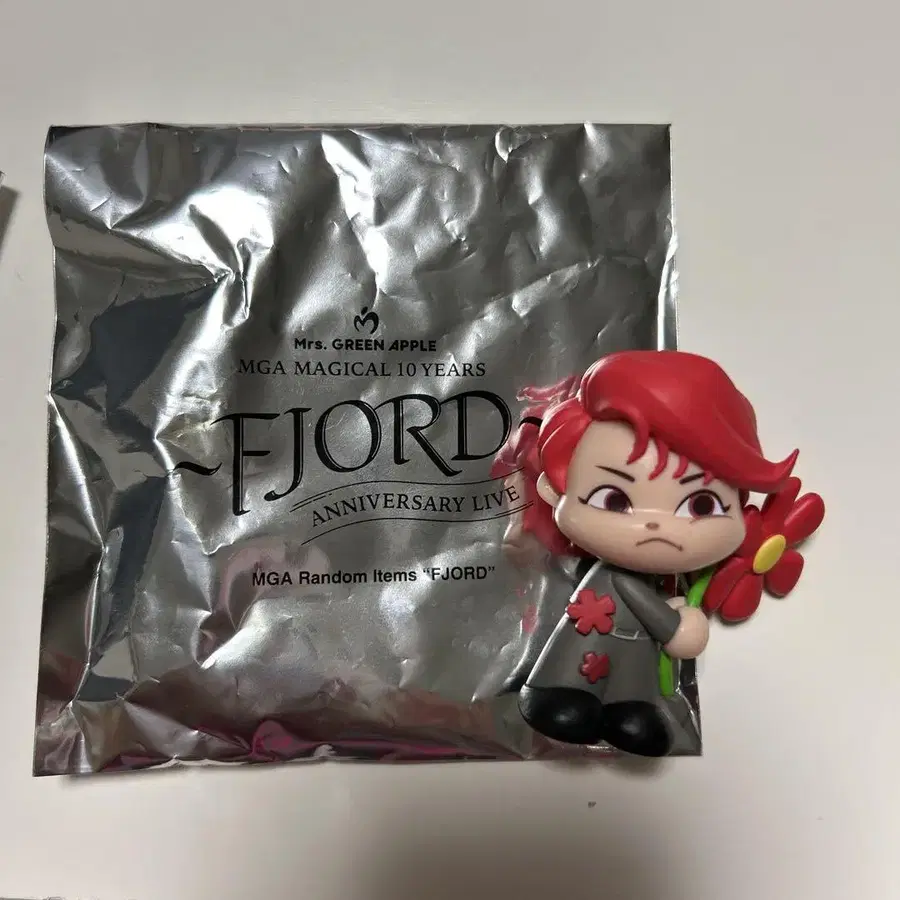 Mrs. GREEN APPLE
MGA MAGICAL 10 YEARS
~FJORD~
ANNIVERSARY LIVE
MGA Random Items "FJORD"